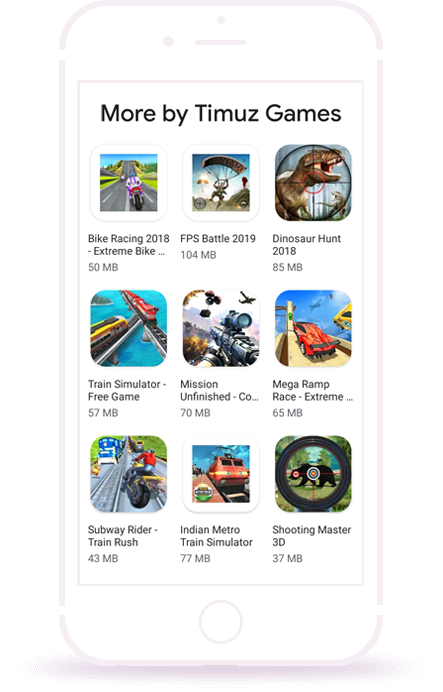 More by Timuz Games
Bike Racing 2018
- Extreme Bike ...
50 MB
FPS Battle 2019
104 MB
Dinosaur Hunt
2018
85 MB
Train Simulator -
Free Game
57 MB
Mission
Unfinished - Co...
70 MB
Mega Ramp
Race - Extreme ...
65 MB
Subway Rider -
Train Rush
43 MB
Indian Metro
Train Simulator
77 MB
Shooting Master
3D
37 MB